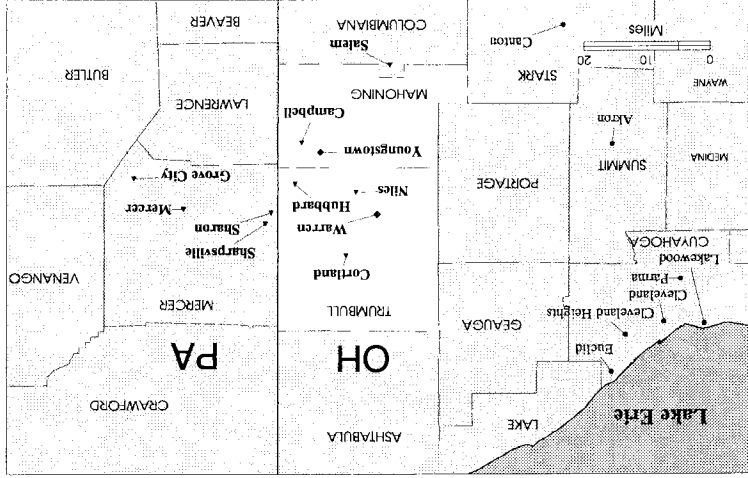 Lake Erie
LAKE
ASHTABULA
CRAWFORD
OH
PA
Euclid
Cleveland Heights
Cleveland
Parma
Lakewood
CUYAHOGA
GEAUGA
TRUMBULL
MERCER
VENANGO
Cortland
Warren
Niles
Hubbard
Sharpsville
Sharon
Mercer
Grove City
MEDINA
SUMMIT
Akron
PORTAGE
Youngstown
Campbell
MAHONING
LAWRENCE
BUTLER
WAYNE
STARK
Canton
Salem
COLUMBIANA
BEAVER
0 20
Miles